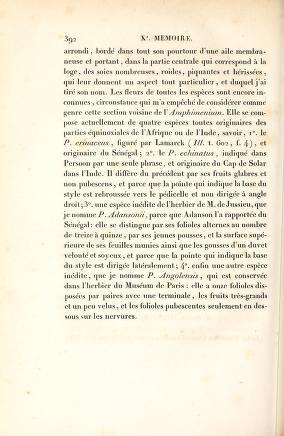 392 Xᵉ. MÉMOIRE.
arrondi, bordé dans tout son pourtour d'une aile membra-
neuse et portant, dans la partie centrale qui correspond à la
loge, des soies nombreuses, roides, piquantes et hérissées,
qui leur donnent un aspect tout particulier, et duquel j'ai
tiré son nom. Les fleurs de toutes les espèces sont encore in-
connues, circonstance qui m'a empêché de considérer comme
genre cette section voisine de l'Amphimenium. Elle se com-
pose actuellement de quatre espèces toutes originaires des
parties équinoxiales de l'Afrique ou de l'Inde, savoir, 1°. le
P. erinaceus, figuré par Lamarck (Ill. t. 602, f. 4), et
originaire du Sénégal; 2°. le P. echinatus, indiqué dans
Persoon par une seule phrase, et originaire du Cap de Solar
dans l'Inde. Il diffère du précédent par ses fruits glabres et
non pubescens, et parce que la pointe qui indique la base du
style est rebroussée vers le pédicelle et non dirigée à angle
droit; 3°. une espèce inédite de l'herbier de M. de Jussieu, que
je nomme P. Adansonii, parce que Adanson l'a rapportée du
Sénégal: elle se distingue par ses folioles alternes au nombre
de treize à quinze, par ses jeunes pousses, et la surface supé-
rieure de ses feuilles munies ainsi que les gousses d'un duvet
velouté et soyeux, et parce que la pointe qui indique la base
du style est dirigée latéralement; 4°. enfin une autre espèce
inédite, que je nomme P. Angolensis, qui est conservée
dans l'herbier du Muséum de Paris: elle a onze folioles dis-
posées par paires avec une terminale, les fruits très-grands
et un peu velus, et les folioles pubescentes seulement en des-
sous sur les nervures.